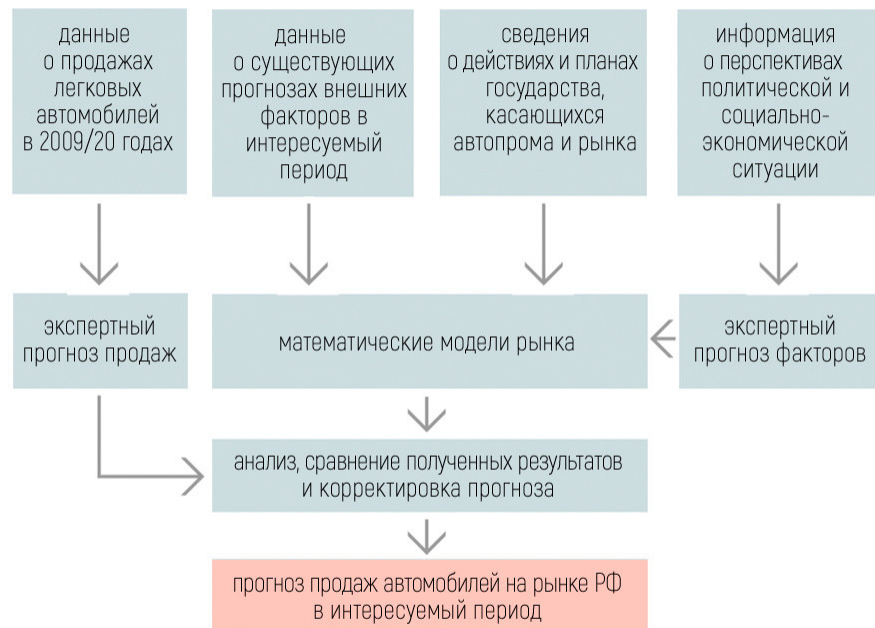 данные
о продажах
легковых
автомобилей
в 2009/20 годах
данные
о существующих
прогнозах внешних
факторов в
интересуемый
период
сведения
о действиях и планах
государства,
касающихся
автопрома и рынка
информация
о перспективах
политической и
социально-
экономической
ситуации
экспертный
прогноз продаж
математические модели рынка
экспертный
прогноз факторов
анализ, сравнение полученных результатов
и корректировка прогноза
прогноз продаж автомобилей на рынке РФ
в интересуемый период